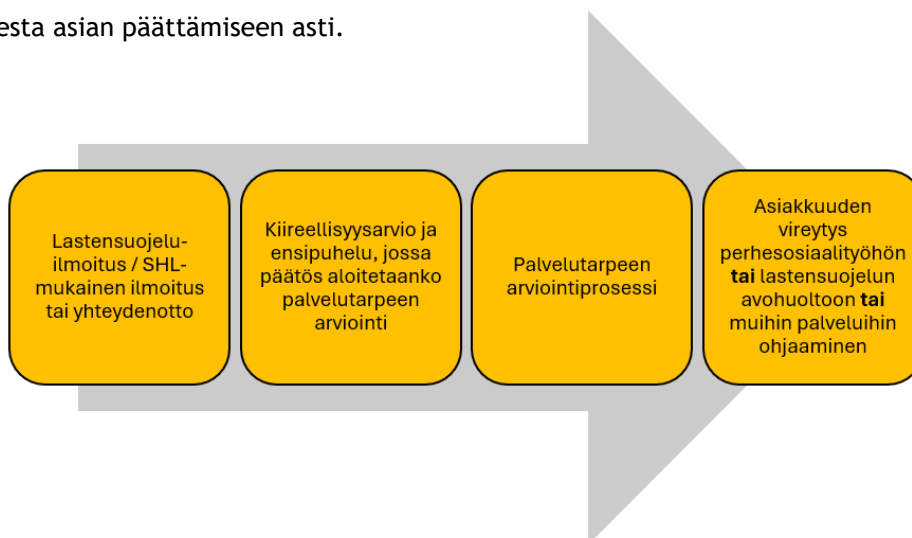 esta asian päättämiseen asti.
Lastensuojelu-
ilmoitus / SHL-
mukainen ilmoitus
tai yhteydenotto
Kiireellisyysarvio ja
ensipuhelu, jossa
päätös aloitetaanko
palvelutarpeen
arviointi
Palvelutarpeen
arviointiprosessi
Asiakkuuden
vireytys
perhesosiaalityöhön
tai lastensuojelun
avohuoltoon tai
muihin palveluihin
ohjaaminen